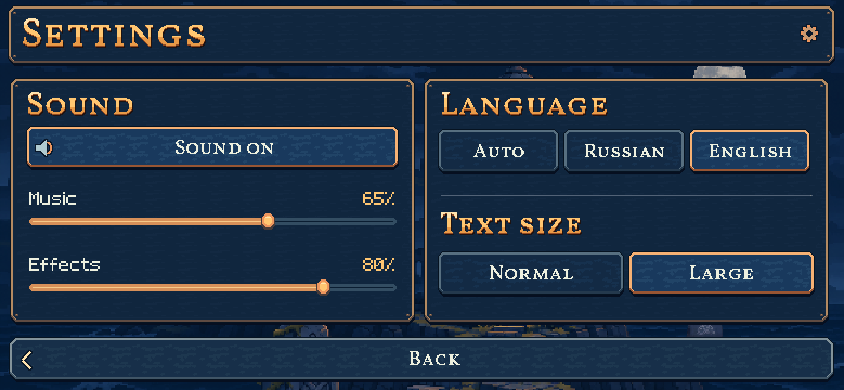 Settings
Sound
Sound on
Music 65%
Effects 80%
Language
Auto Russian English
Text size
Normal Large
Back